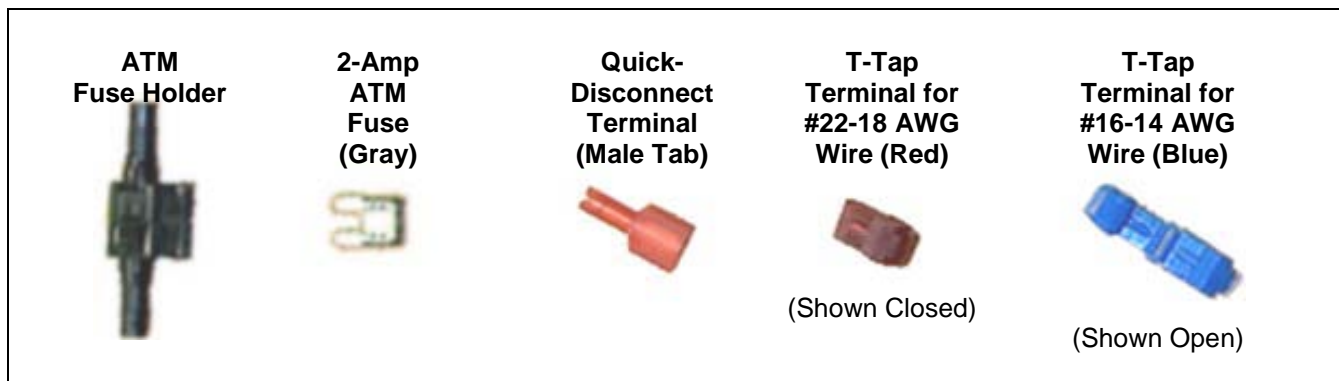 ATM
Fuse Holder
2-Amp
ATM
Fuse
(Gray)
Quick-
Disconnect
Terminal
(Male Tab)
T-Tap
Terminal for
#22-18 AWG
Wire (Red)
(Shown Closed)
T-Tap
Terminal for
#16-14 AWG
Wire (Blue)
(Shown Open)